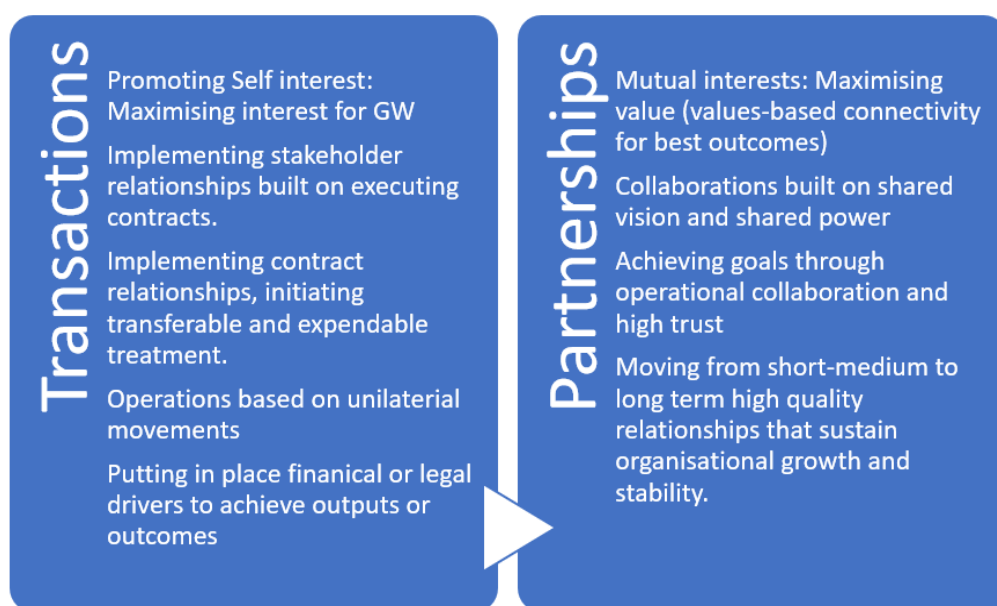 Transactions
Promoting Self interest:
Maximising interest for GW
Implementing stakeholder
relationships built on executing
contracts.
Implementing contract
relationships, initiating
transferable and expendable
treatment.
Operations based on unilaterial
movements
Putting in place finanical or legal
drivers to achieve outputs or
outcomes
Partnerships
Mutual interests: Maximising
value (values-based connectivity
for best outcomes)
Collaborations built on shared
vision and shared power
Achieving goals through
operational collaboration and
high trust
Moving from short-medium to
long term high quality
relationships that sustain
organisational growth and
stability.